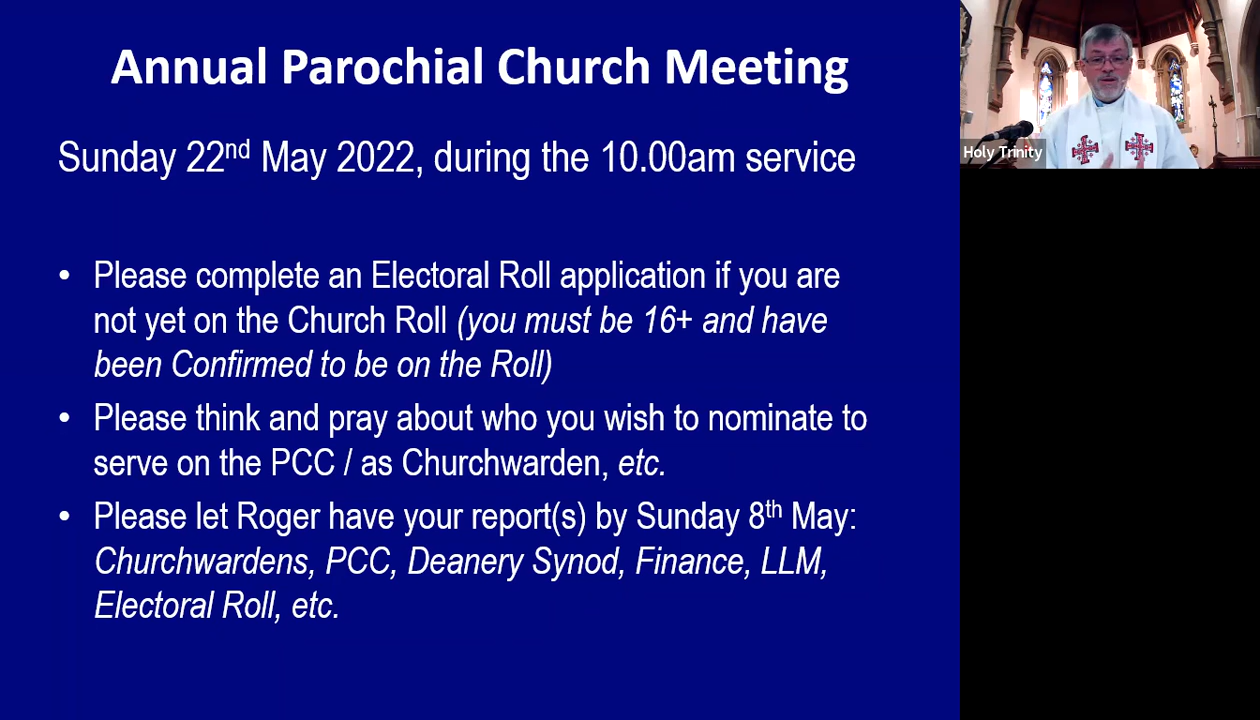 Annual Parochial Church Meeting
Sunday 22nd May 2022, during the 10.00am service
• Please complete an Electoral Roll application if you are
not yet on the Church Roll (you must be 16+ and have
been Confirmed to be on the Roll)
• Please think and pray about who you wish to nominate to
serve on the PCC / as Churchwarden, etc.
• Please let Roger have your report(s) by Sunday 8th May:
Churchwardens, PCC, Deanery Synod, Finance, LLM,
Electoral Roll, etc.
Holy Trinity